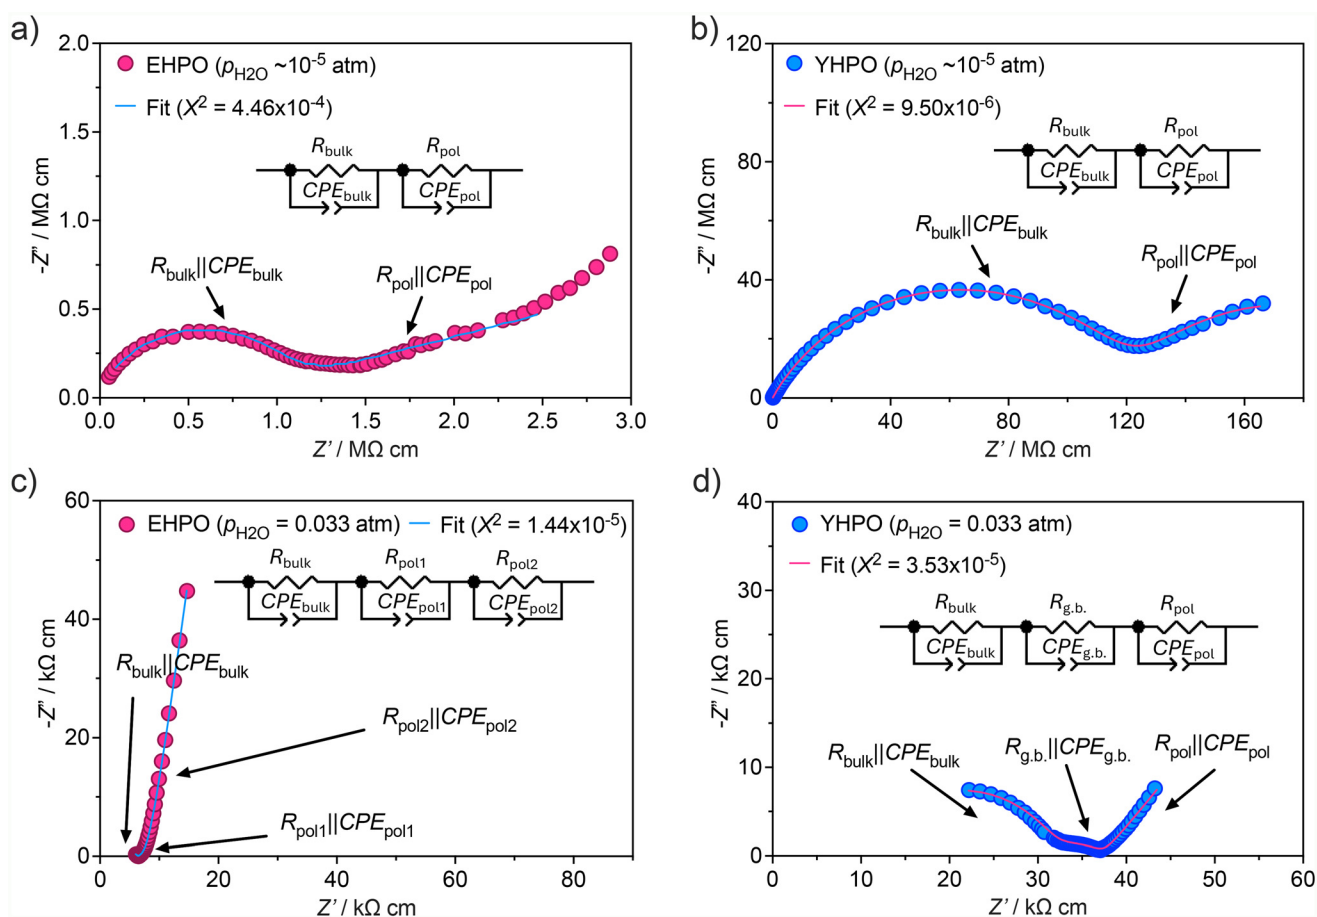 a)
2.0
1.5
1.0
0.5
0.0
-Z” / MΩ cm
EHPO (pH2O ~10-5 atm)
Fit (X2 = 4.46x10-4)
Rbulk
Rpol
CPEbulk
CPEpol
Rbulk||CPEbulk
Rpol||CPEpol
0.0 0.5 1.0 1.5 2.0 2.5 3.0
Z’ / MΩ cm
b)
120
80
40
0
-Z” / MΩ cm
YHPO (pH2O ~10-5 atm)
Fit (X2 = 9.50x10-6)
Rbulk
Rpol
CPEbulk
CPEpol
Rbulk||CPEbulk
Rpol||CPEpol
0 40 80 120 160
Z’ / MΩ cm
c)
60
40
20
0
-Z” / kΩ cm
EHPO (pH2O = 0.033 atm) Fit (X2 = 1.44x10-5)
Rbulk
Rpol1
Rpol2
CPEbulk
CPEpol1
CPEpol2
Rbulk||CPEbulk
Rpol2||CPEpol2
Rpol1||CPEpol1
0 20 40 60 80
Z’ / kΩ cm
d)
40
30
20
10
0
-Z” / kΩ cm
YHPO (pH2O = 0.033 atm)
Fit (X2 = 3.53x10-5)
Rbulk
Rg.b.
Rpol
CPEbulk
CPEg.b.
CPEpol
Rbulk||CPEbulk
Rg.b.||CPEg.b.
Rpol||CPEpol
0 10 20 30 40 50 60
Z’ / kΩ cm